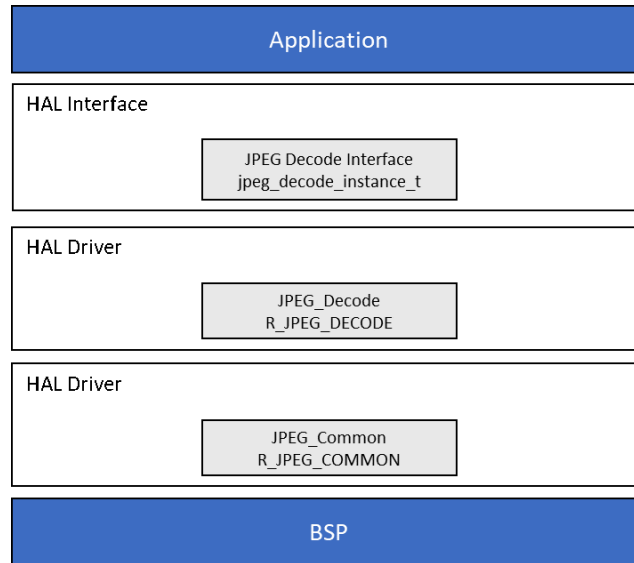 Application
HAL Interface
JPEG Decode Interface
jpeg_decode_instance_t
HAL Driver
JPEG_Decode
R_JPEG_DECODE
HAL Driver
JPEG_Common
R_JPEG_COMMON
BSP